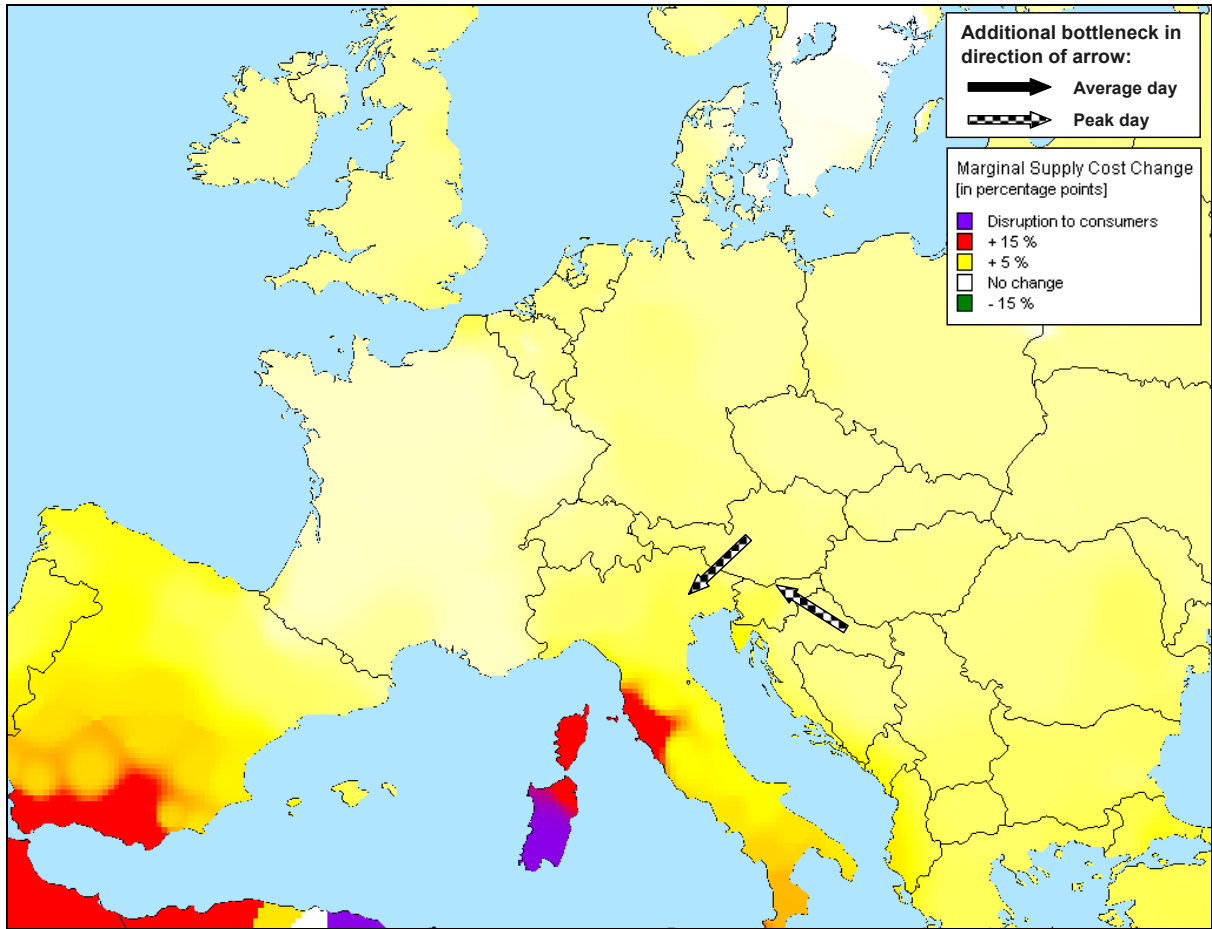 Additional bottleneck in
direction of arrow:
Average day
Peak day
Marginal Supply Cost Change
[in percentage points]
Disruption to consumers
+ 15 %
+ 5 %
No change
- 15 %